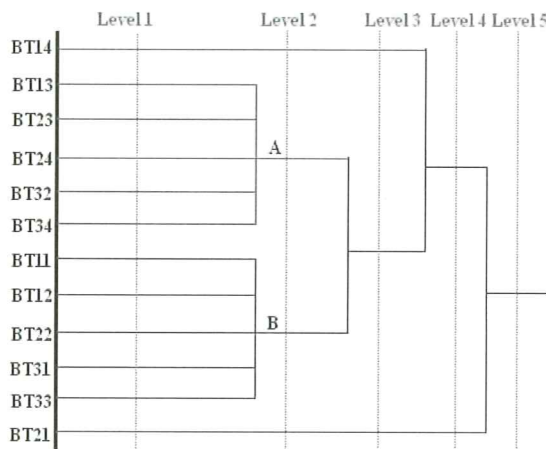 Level 1 Level 2 Level 3 Level 4 Level 5
BT14
BT13
BT23
BT24 A
BT32
BT34
BT11
BT12
BT22 B
BT31
BT33
BT21